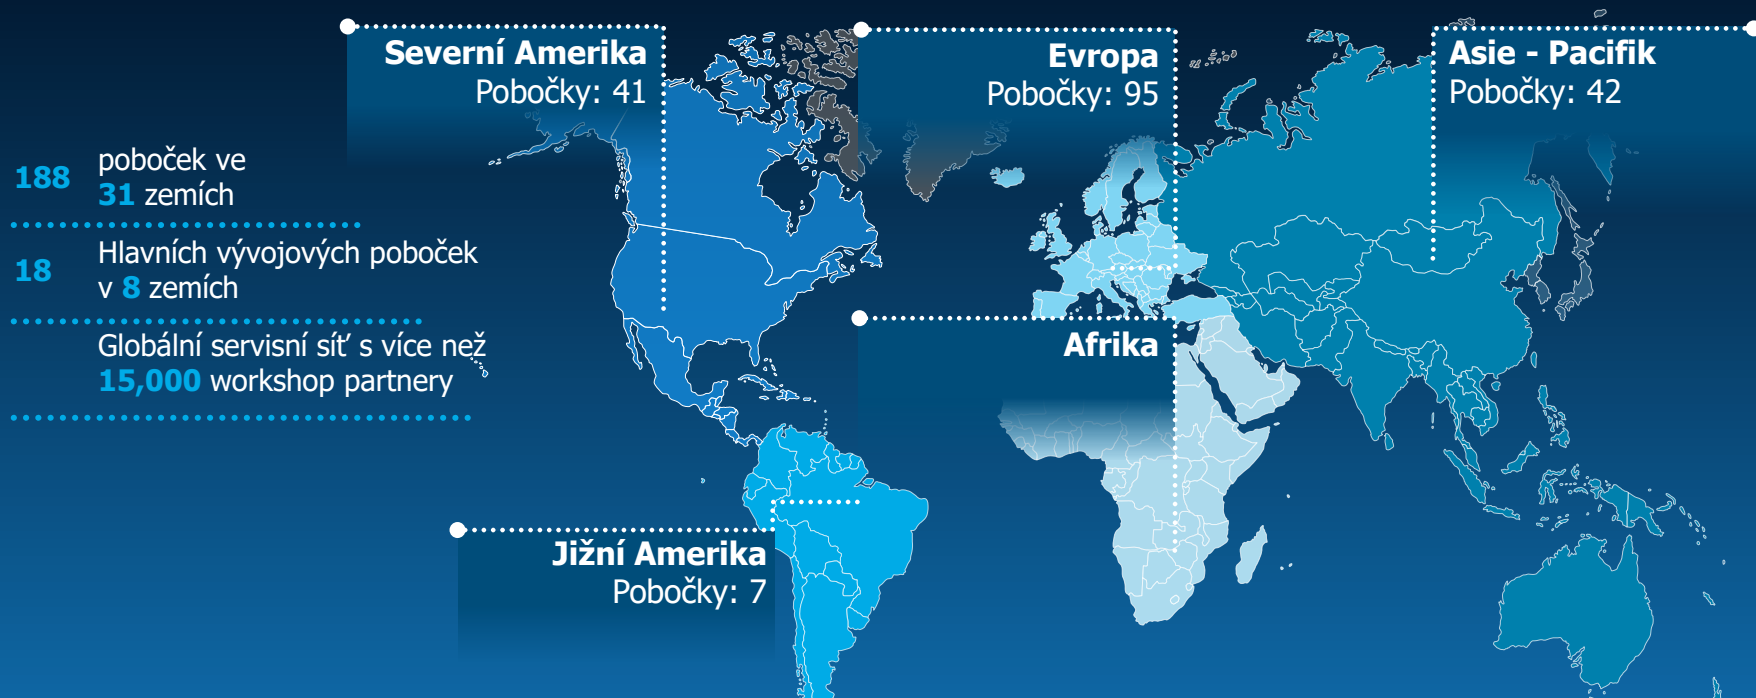 188
poboček ve
31 zemích
18
Hlavních vývojových poboček
v 8 zemích
Globální servisní síť s více než
15,000 workshop partnery
Severní Amerika
Pobočky: 41
Evropa
Pobočky: 95
Asie - Pacifik
Pobočky: 42
Afrika
Jižní Amerika
Pobočky: 7